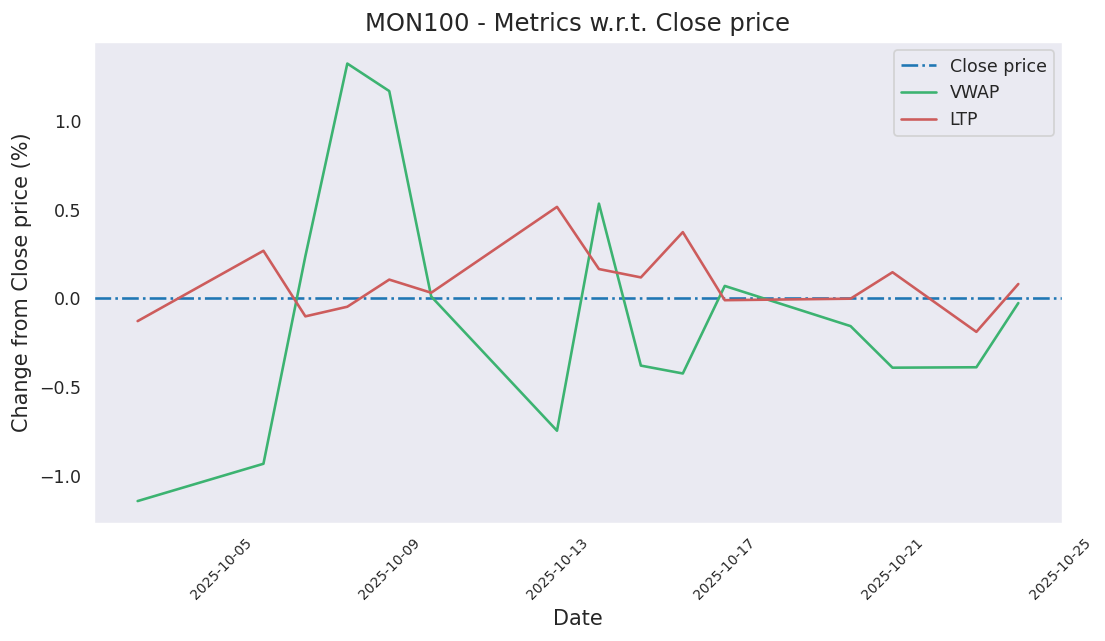 MON100 - Metrics w.r.t. Close price
Close price
VWAP
LTP
Change from Close price (%)
1.0
0.5
0.0
−0.5
−1.0
2025-10-05
2025-10-09
2025-10-13
2025-10-17
2025-10-21
2025-10-25
Date